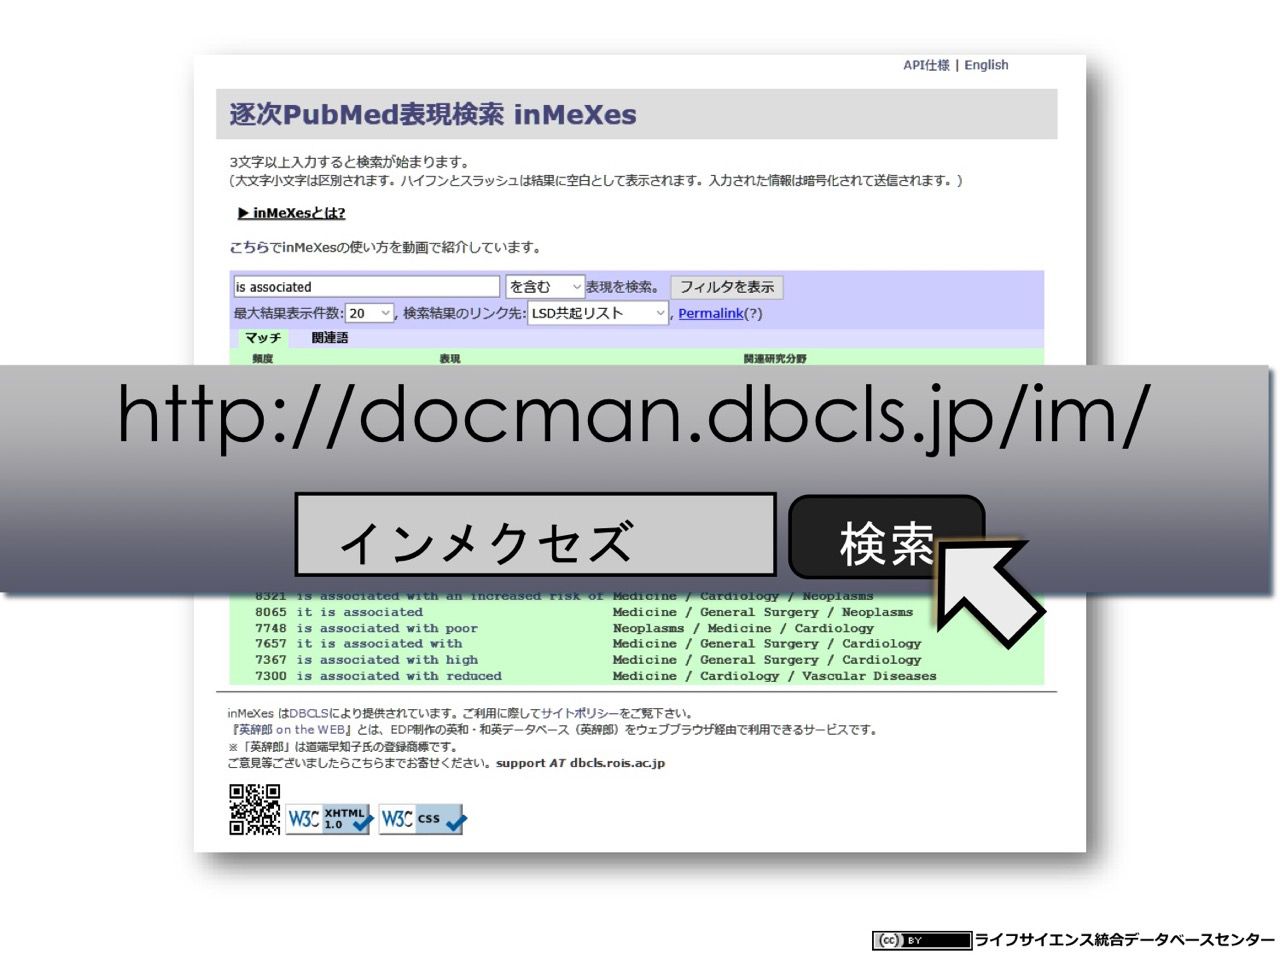 API仕様 | English
逐次PubMed表現検索 inMeXes
3文字以上入力すると検索が始まります。
(大文字小文字は区別されます。ハイフンとスラッシュは結果に空白として表示されます。入力された情報は暗号化されて送信されます。)
▶ inMeXesとは?
こちらでinMeXesの使い方を動画で紹介しています。
is associated を含む 表現を検索。 フィルタを表示
最大結果表示件数: 20 , 検索結果のリンク先: LSD共起リスト , Permalink(?)
マッチ 関連語
頻度 表現 関連研究分野
http://docman.dbcls.jp/im/
インメクセズ 検索
8321 is associated with an increased risk of Medicine / Cardiology / Neoplasms
8065 it is associated Medicine / General Surgery / Neoplasms
7748 is associated with poor Neoplasms / Medicine / Cardiology
7657 it is associated with Medicine / General Surgery / Cardiology
7367 is associated with high Medicine / General Surgery / Cardiology
7300 is associated with reduced Medicine / Cardiology / Vascular Diseases
inMeXes はDBCLSにより提供されています。ご利用に際してサイトポリシーをご覧下さい。
『英辞郎 on the WEB』とは、EDP制作の英和・和英データベース（英辞郎）をウェブブラウザ経由で利用できるサービスです。
※「英辞郎」は道端早知子氏の登録商標です。
ご意見等ございましたらこちらまでお寄せください。support AT dbcls.rois.ac.jp
W3C XHTML 1.0 W3C CSS
(cc) BY ライフサイエンス統合データベースセンター